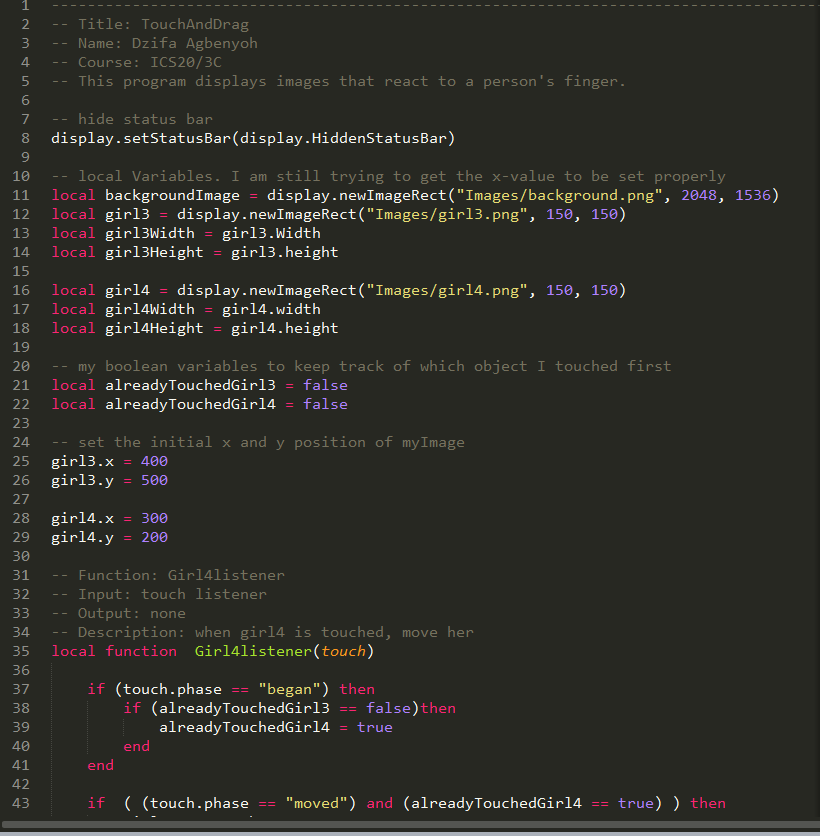 1 --------------------------------------------------------------------------------------
2 -- Title: TouchAndDrag
3 -- Name: Dzifa Agbenyoh
4 -- Course: ICS20/3C
5 -- This program displays images that react to a person's finger.
6
7 -- hide status bar
8 display.setStatusBar(display.HiddenStatusBar)
9
10 -- local Variables. I am still trying to get the x-value to be set properly
11 local backgroundImage = display.newImageRect("Images/background.png", 2048, 1536)
12 local girl3 = display.newImageRect("Images/girl3.png", 150, 150)
13 local girl3Width = girl3.Width
14 local girl3Height = girl3.height
15
16 local girl4 = display.newImageRect("Images/girl4.png", 150, 150)
17 local girl4Width = girl4.width
18 local girl4Height = girl4.height
19
20 -- my boolean variables to keep track of which object I touched first
21 local alreadyTouchedGirl3 = false
22 local alreadyTouchedGirl4 = false
23
24 -- set the initial x and y position of myImage
25 girl3.x = 400
26 girl3.y = 500
27
28 girl4.x = 300
29 girl4.y = 200
30
31 -- Function: Girl4listener
32 -- Input: touch listener
33 -- Output: none
34 -- Description: when girl4 is touched, move her
35 local function  Girl4listener(touch)
36
37     if (touch.phase == "began") then
38         if (alreadyTouchedGirl3 == false)then
39             alreadyTouchedGirl4 = true
40         end
41     end
42
43     if  ( (touch.phase == "moved") and (alreadyTouchedGirl4 == true) ) then